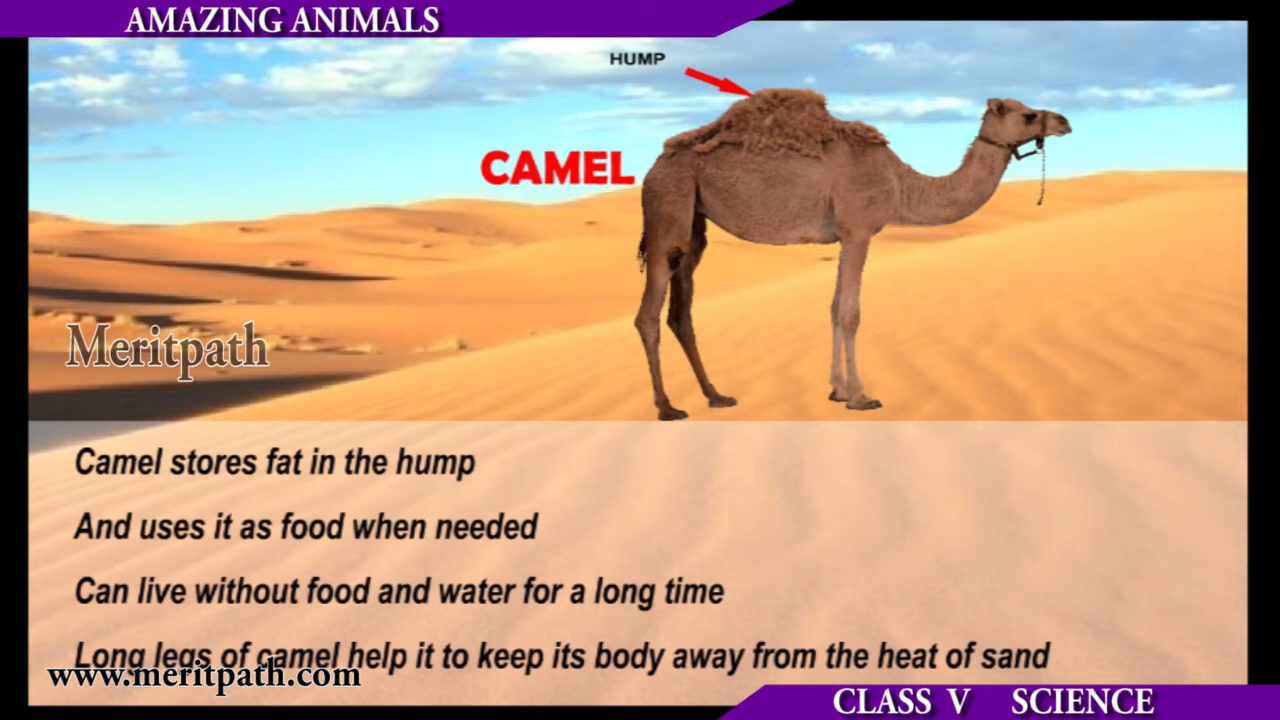 AMAZING ANIMALS
HUMP
CAMEL
Meritpath
Camel stores fat in the hump
And uses it as food when needed
Can live without food and water for a long time
Long legs of camel help it to keep its body away from the heat of sand
www.meritpath.com
CLASS V SCIENCE